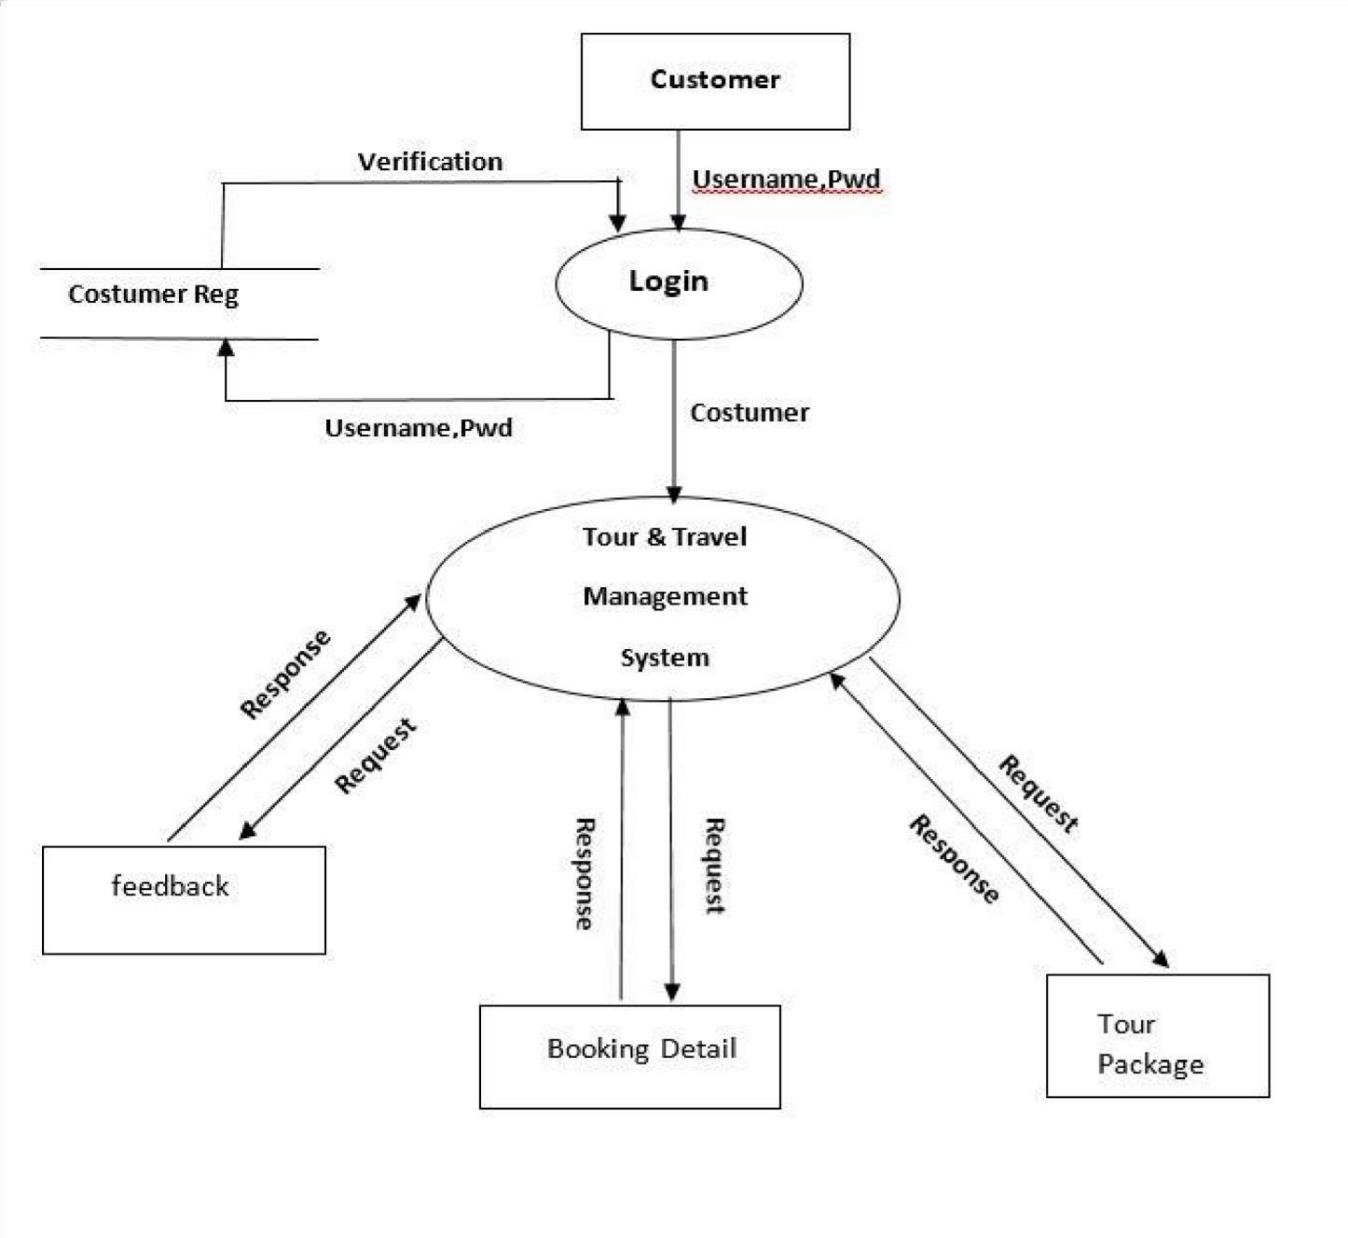 Customer
Verification
Username,Pwd
Login
Costumer Reg
Costumer
Username,Pwd
Tour & Travel
Management
System
Response
Request
Response
Request
Request
Response
feedback
Booking Detail
Tour
Package